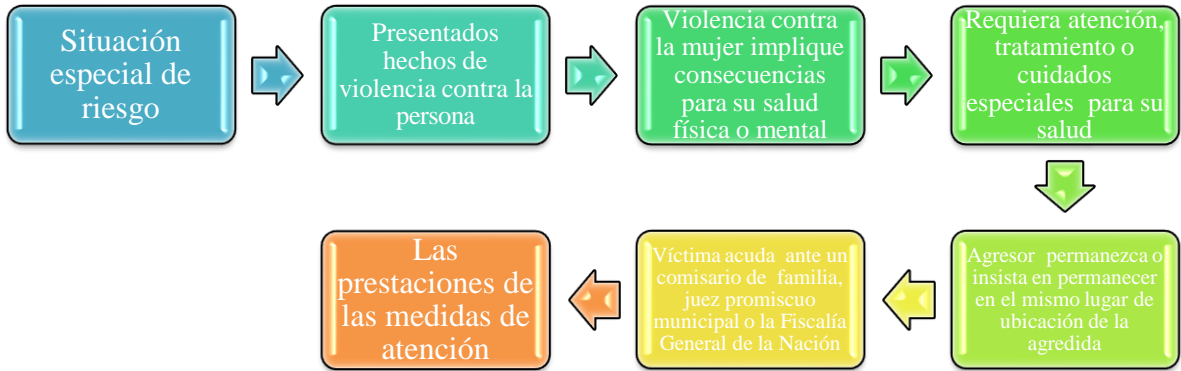 Situación
especial de
riesgo
Presentados
hechos de
violencia contra la
persona
Violencia contra
la mujer implique
consecuencias
para su salud
física o mental
Requiera atención,
tratamiento o
cuidados
especiales para su
salud
Agresor permanezca o
insista en permanecer
en el mismo lugar de
ubicación de la
agredida
Víctima acuda ante un
comisario de familia,
juez promiscuo
municipal o la Fiscalía
General de la Nación
Las
prestaciones de
las medidas de
atención